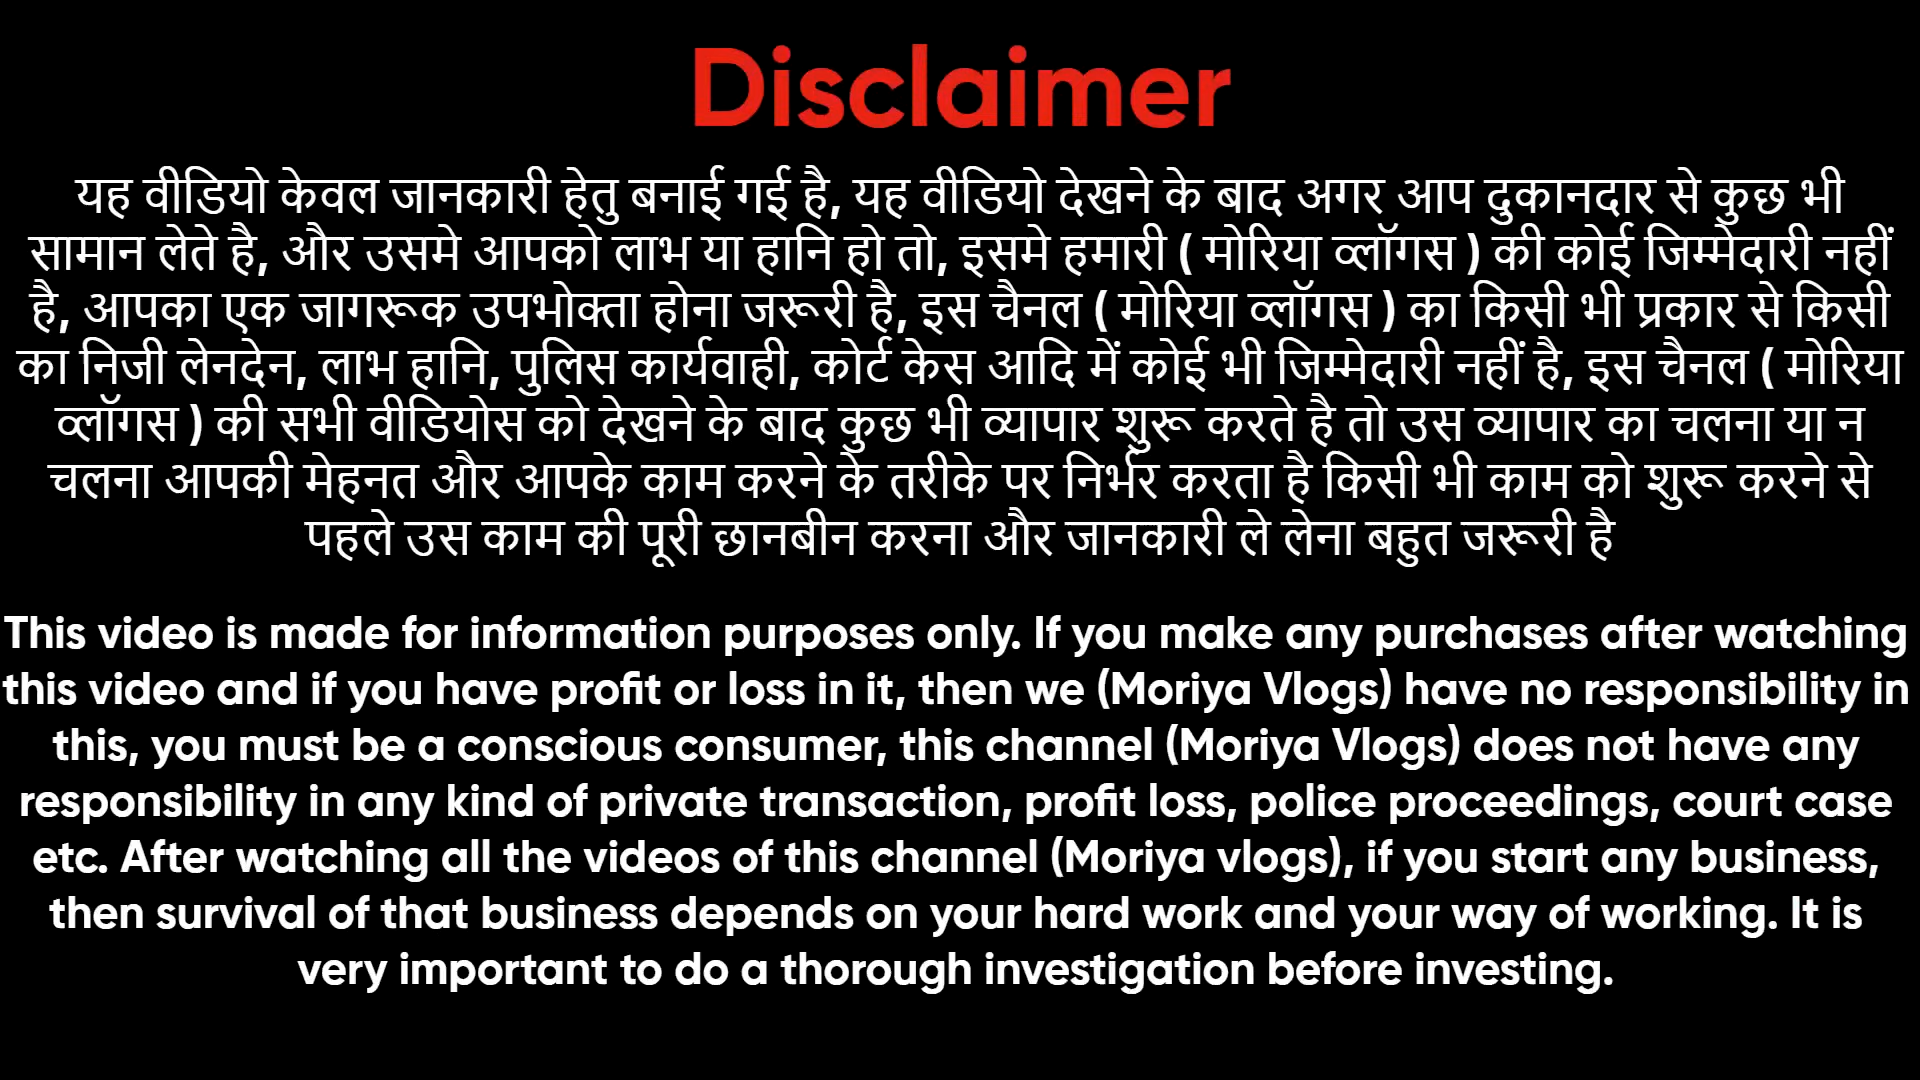 Disclaimer
यह वीडियो केवल जानकारी हेतु बनाई गई है, यह वीडियो देखने के बाद अगर आप दुकानदार से कुछ भी
सामान लेते है, और उसमे आपको लाभ या हानि हो तो, इसमे हमारी ( मोरिया व्लॉगस ) की कोई जिम्मेदारी नहीं
है, आपका एक जागरूक उपभोक्ता होना जरूरी है, इस चैनल ( मोरिया व्लॉगस ) का किसी भी प्रकार से किसी
का निजी लेनदेन, लाभ हानि, पुलिस कार्यवाही, कोर्ट केस आदि में कोई भी जिम्मेदारी नहीं है, इस चैनल ( मोरिया
व्लॉगस ) की सभी वीडियोस को देखने के बाद कुछ भी व्यापार शुरू करते है तो उस व्यापार का चलना या न
चलना आपकी मेहनत और आपके काम करने के तरीके पर निर्भर करता है किसी भी काम को शुरू करने से
पहले उस काम की पूरी छानबीन करना और जानकारी ले लेना बहुत जरूरी है
This video is made for information purposes only. If you make any purchases after watching
this video and if you have profit or loss in it, then we (Moriya Vlogs) have no responsibility in
this, you must be a conscious consumer, this channel (Moriya Vlogs) does not have any
responsibility in any kind of private transaction, profit loss, police proceedings, court case
etc. After watching all the videos of this channel (Moriya vlogs), if you start any business,
then survival of that business depends on your hard work and your way of working. It is
very important to do a thorough investigation before investing.